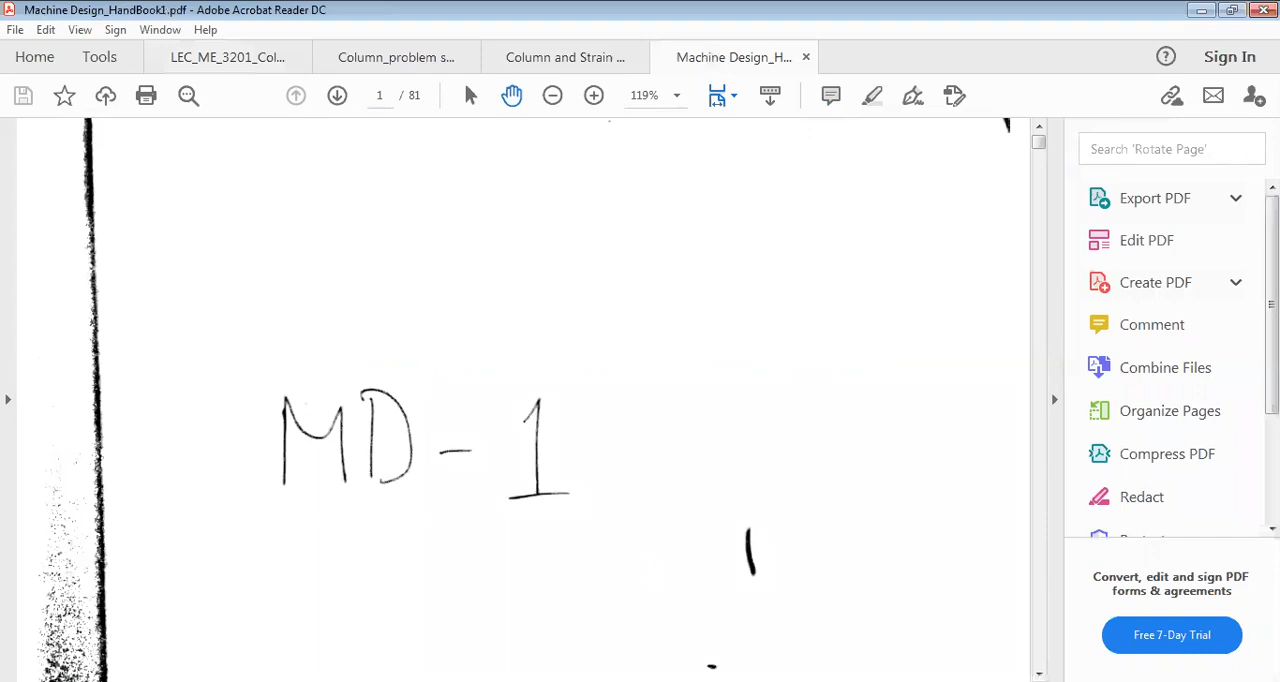 Machine Design_HandBook1.pdf - Adobe Acrobat Reader DC
File Edit View Sign Window Help
Home Tools LEC_ME_3201_Col... Column_problem s... Column and Strain ... Machine Design_H... × ? Sign In
1 / 81 119%
Search 'Rotate Page'
Export PDF
Edit PDF
Create PDF
Comment
Combine Files
Organize Pages
Compress PDF
Redact
MD - 1
Convert, edit and sign PDF
forms & agreements
Free 7-Day Trial